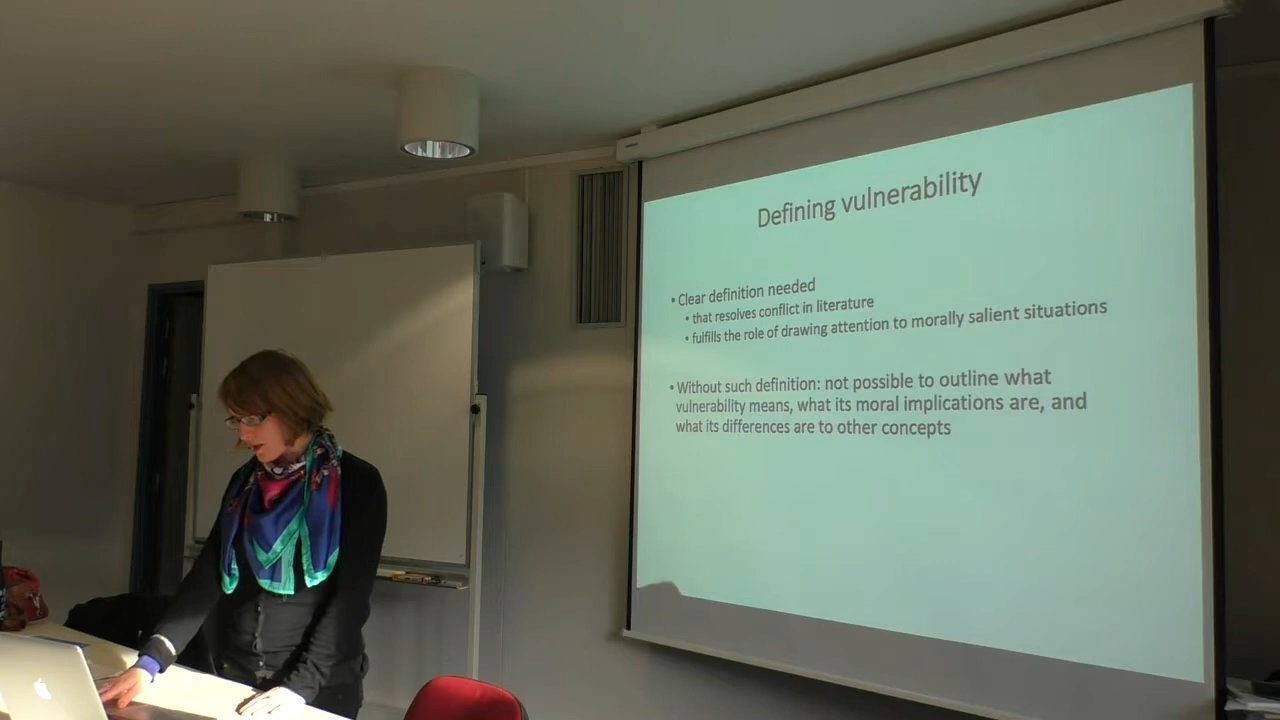 Defining vulnerability
• Clear definition needed
• that resolves conflict in literature
• fulfills the role of drawing attention to morally salient situations
• Without such definition: not possible to outline what
vulnerability means, what its moral implications are, and
what its differences are to other concepts